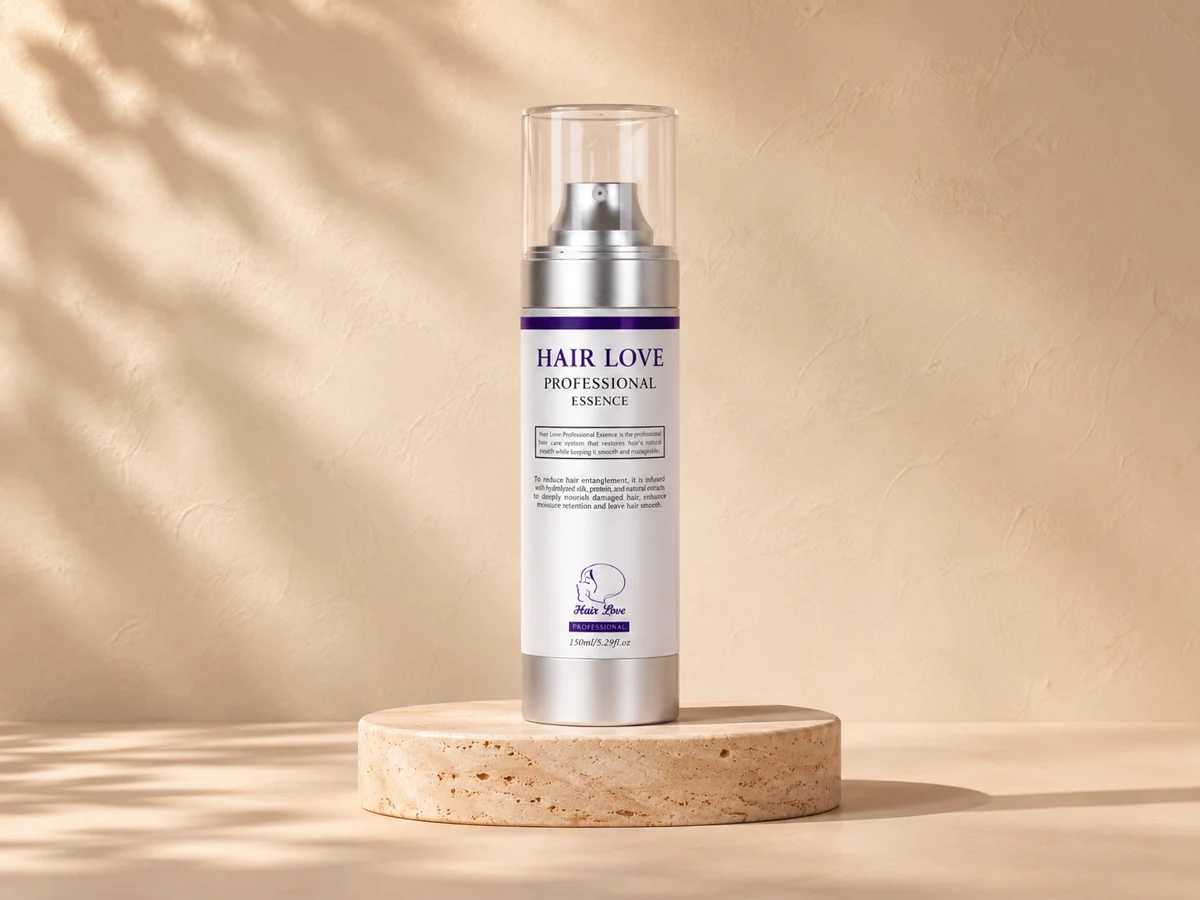 HAIR LOVE
PROFESSIONAL
ESSENCE
Hair Love Professional Essence is the professional
hair care system that restores hair's natural
health while keeping it smooth and manageable.
To reduce hair entanglement, it is infused
with hydrolyzed silk, protein, and natural extracts
to deeply nourish damaged hair, enhance
moisture retention and leave hair smooth.
Hair Love
PROFESSIONAL
150ml/5.29fl.oz